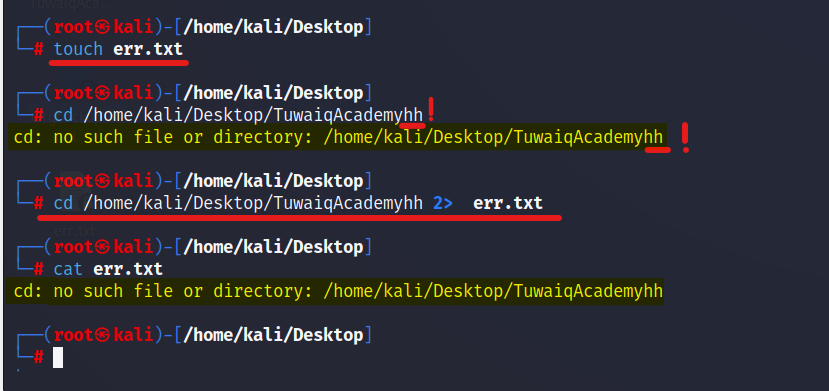 TuwaiqAca...
┌──(root㉿kali)-[/home/kali/Desktop]
└─# touch err.txt
┌──(root㉿kali)-[/home/kali/Desktop]
└─# cd /home/kali/Desktop/TuwaiqAcademyhh!
cd: no such file or directory: /home/kali/Desktop/TuwaiqAcademyhh !
┌──(root㉿kali)-[/home/kali/Desktop]
└─# cd /home/kali/Desktop/TuwaiqAcademyhh 2>  err.txt
err.txt
┌──(root㉿kali)-[/home/kali/Desktop]
└─# cat err.txt
cd: no such file or directory: /home/kali/Desktop/TuwaiqAcademyhh
┌──(root㉿kali)-[/home/kali/Desktop]
└─#